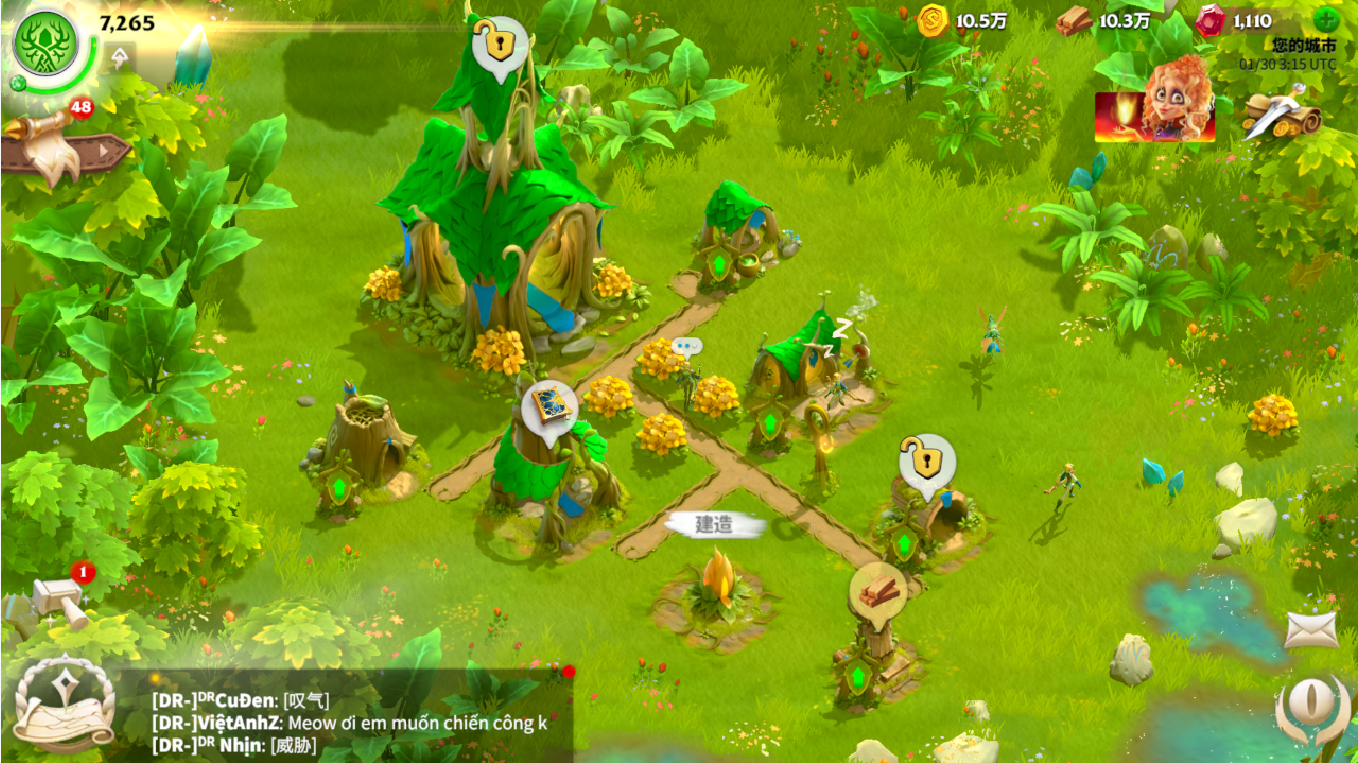 7,265
10.5万
10.3万
1,110
您的城市
01/30 3:15 UTC
48
Z
Z
建造
1
[DR-]ᴰᴿCuĐen: [叹气]
[DR-]ViệtAnhZ: Meow ơi em muốn chiến công k
[DR-]ᴰᴿ Nhịn: [威胁]